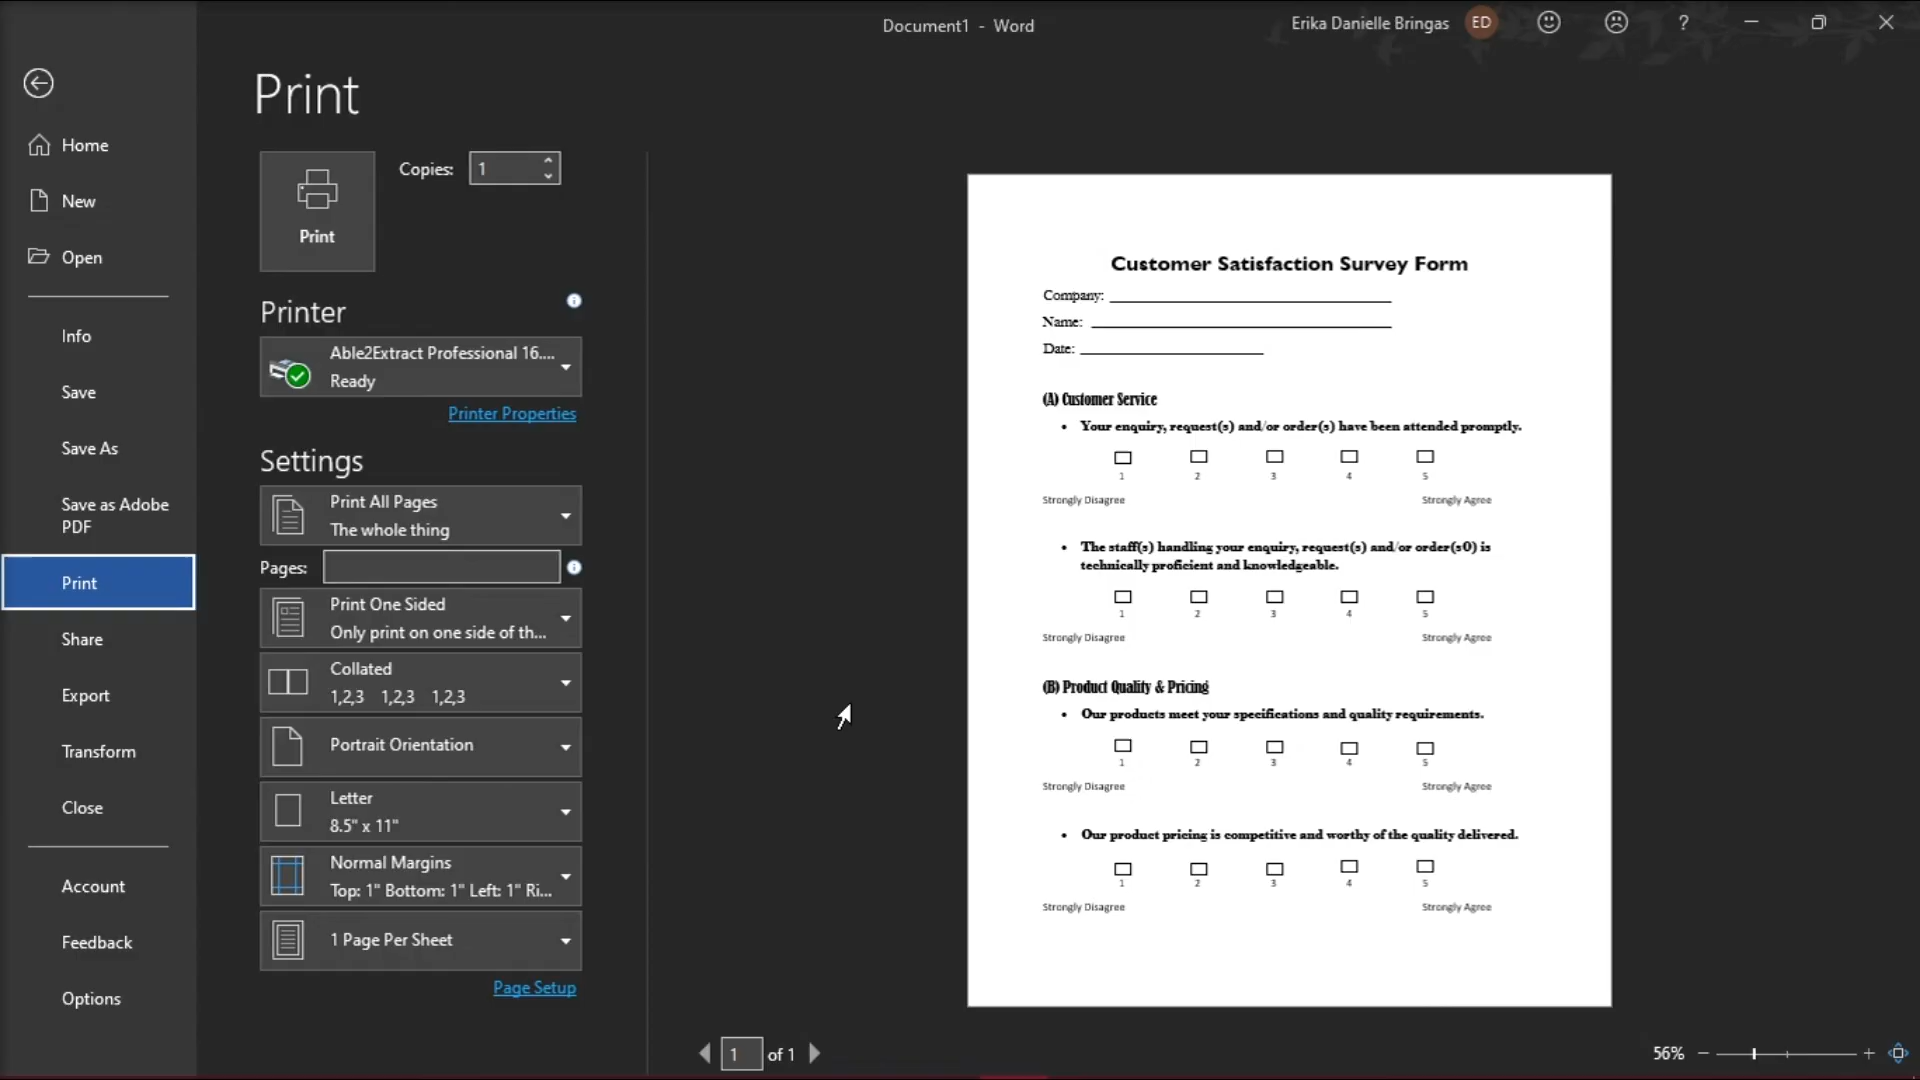 Document1 - Word
Erika Danielle Bringas
ED
?
Home
New
Open
Info
Save
Save As
Save as Adobe
PDF
Print
Share
Export
Transform
Close
Account
Feedback
Options
Print
Print
Copies: 1
Printer
Able2Extract Professional 16....
Ready
Printer Properties
Settings
Print All Pages
The whole thing
Pages:
Print One Sided
Only print on one side of th...
Collated
1,2,3 1,2,3 1,2,3
Portrait Orientation
Letter
8.5" x 11"
Normal Margins
Top: 1" Bottom: 1" Left: 1" Ri...
1 Page Per Sheet
Page Setup
Customer Satisfaction Survey Form
Company:
Name:
Date:
(A) Customer Service
• Your enquiry, request(s) and/or order(s) have been attended promptly.
1 2 3 4 5
Strongly Disagree Strongly Agree
• The staff(s) handling your enquiry, request(s) and/or order(s0) is
technically proficient and knowledgeable.
1 2 3 4 5
Strongly Disagree Strongly Agree
(B) Product Quality & Pricing
• Our products meet your specifications and quality requirements.
1 2 3 4 5
Strongly Disagree Strongly Agree
• Our product pricing is competitive and worthy of the quality delivered.
1 2 3 4 5
Strongly Disagree Strongly Agree
1 of 1
56%